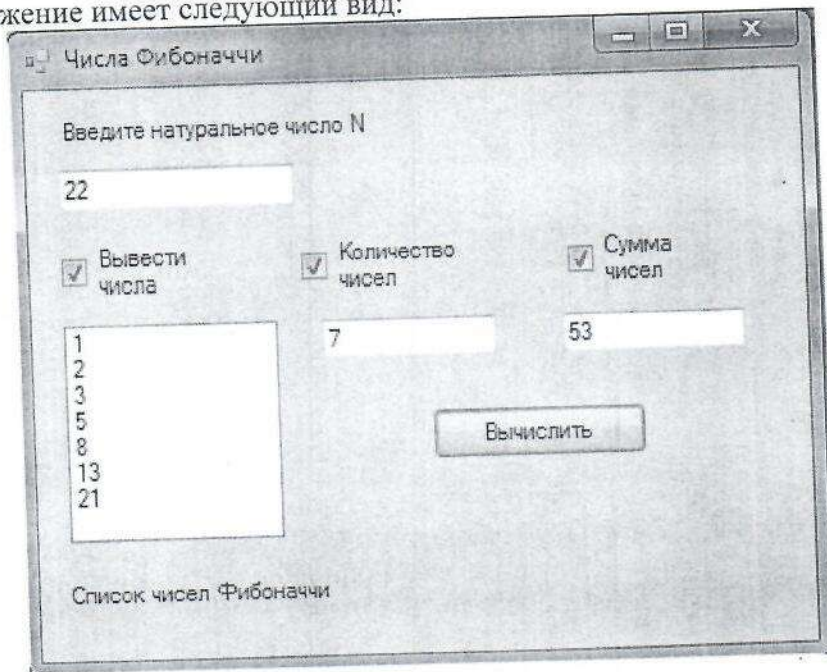 жение имеет следующий вид:
Числа Фибоначчи
Введите натуральное число N
22
Вывести числа
Количество чисел
Сумма чисел
1
2
3
5
8
13
21
7
53
Вычислить
Список чисел Фибоначчи